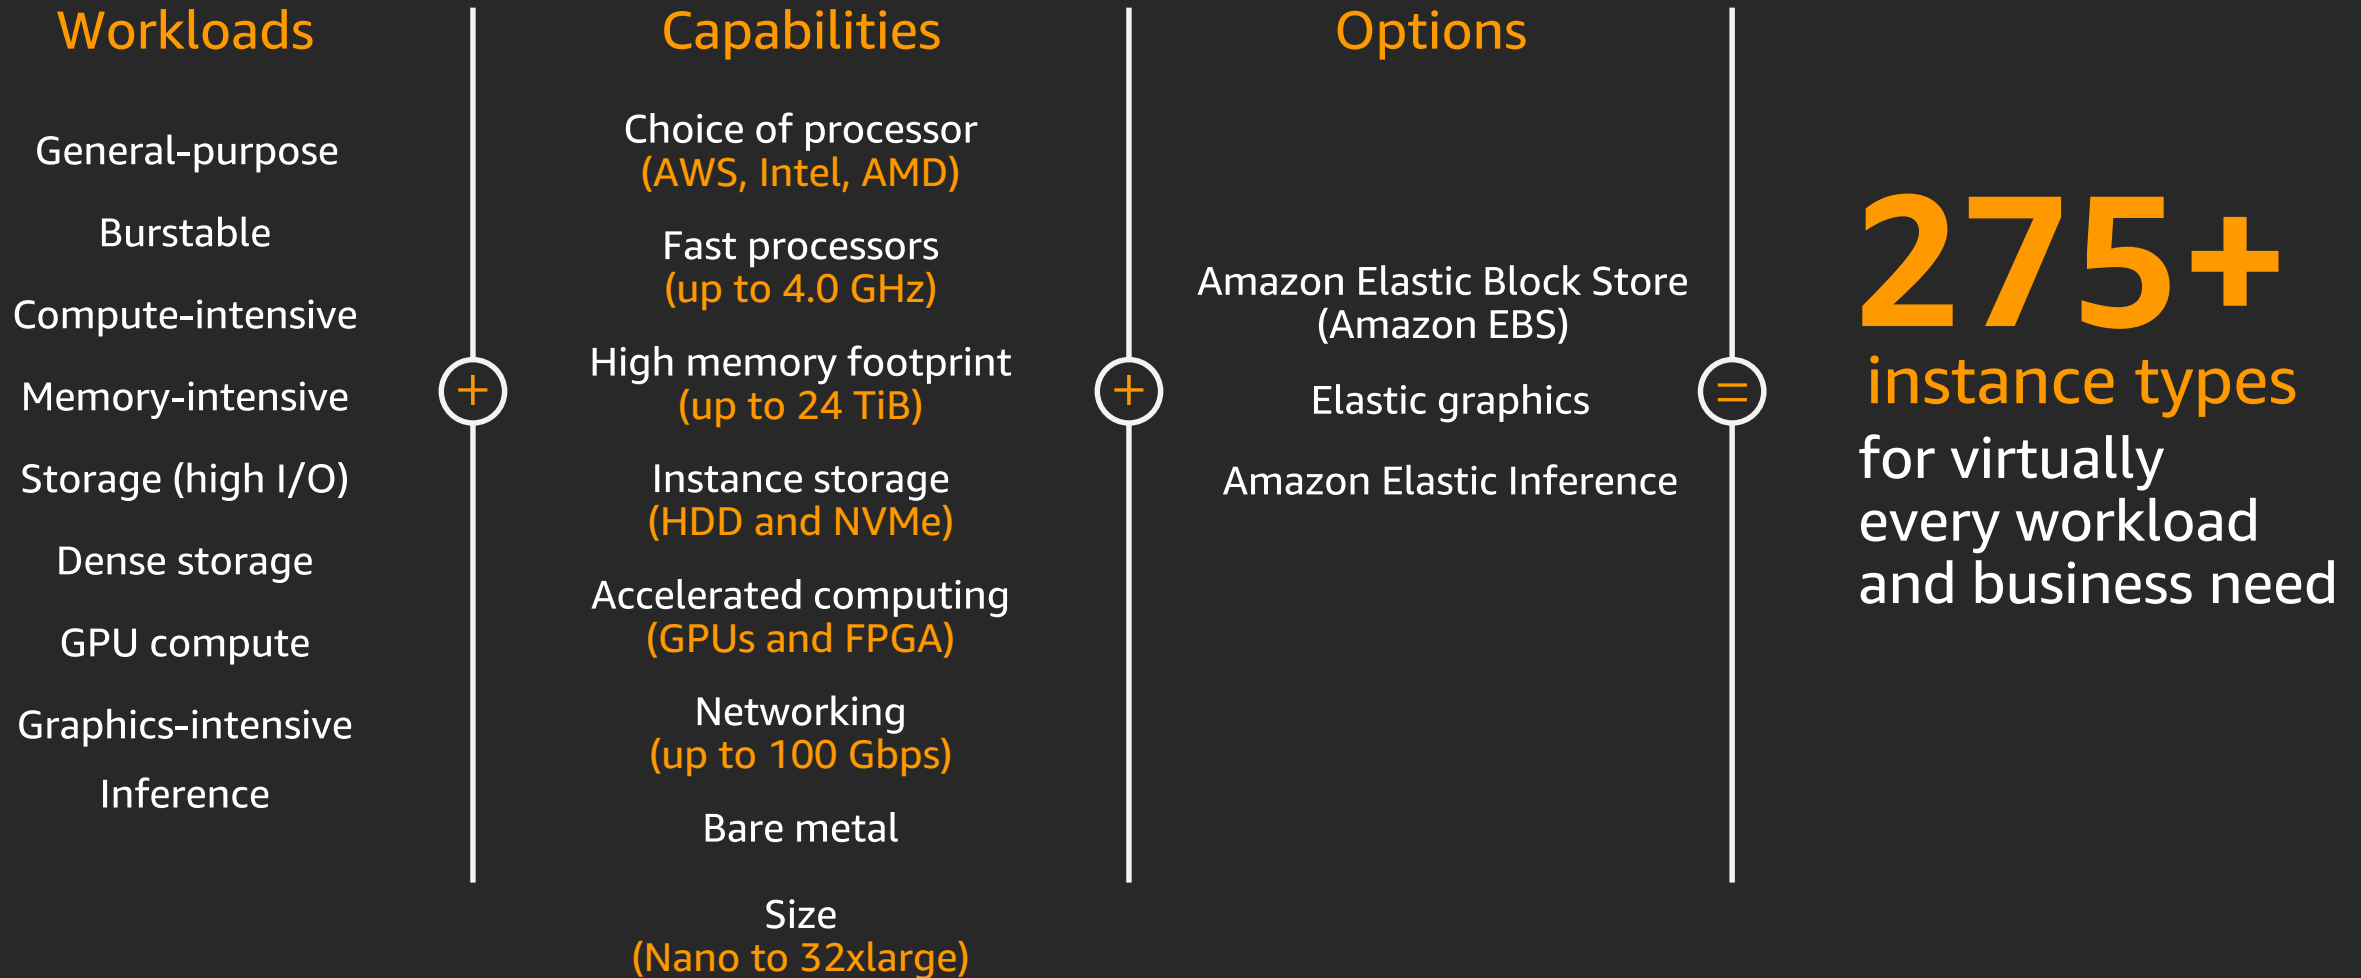 Workloads
General-purpose
Burstable
Compute-intensive
Memory-intensive
Storage (high I/O)
Dense storage
GPU compute
Graphics-intensive
Inference
+
Capabilities
Choice of processor
(AWS, Intel, AMD)
Fast processors
(up to 4.0 GHz)
High memory footprint
(up to 24 TiB)
Instance storage
(HDD and NVMe)
Accelerated computing
(GPUs and FPGA)
Networking
(up to 100 Gbps)
Bare metal
Size
(Nano to 32xlarge)
+
Options
Amazon Elastic Block Store
(Amazon EBS)
Elastic graphics
Amazon Elastic Inference
=
275+
instance types
for virtually
every workload
and business need